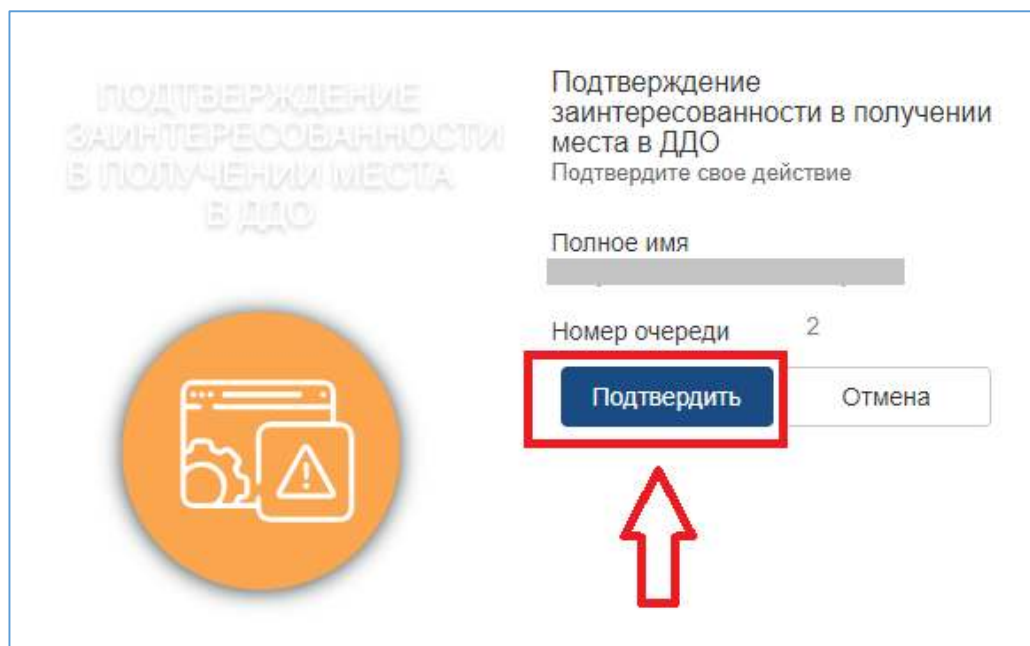 ПОДТВЕРЖДЕНИЕ
ЗАИНТЕРЕСОВАННОСТИ
В ПОЛУЧЕНИИ МЕСТА
В ДДО
Подтверждение
заинтересованности в получении
места в ДДО
Подтвердите свое действие
Полное имя
Номер очереди 2
Подтвердить Отмена